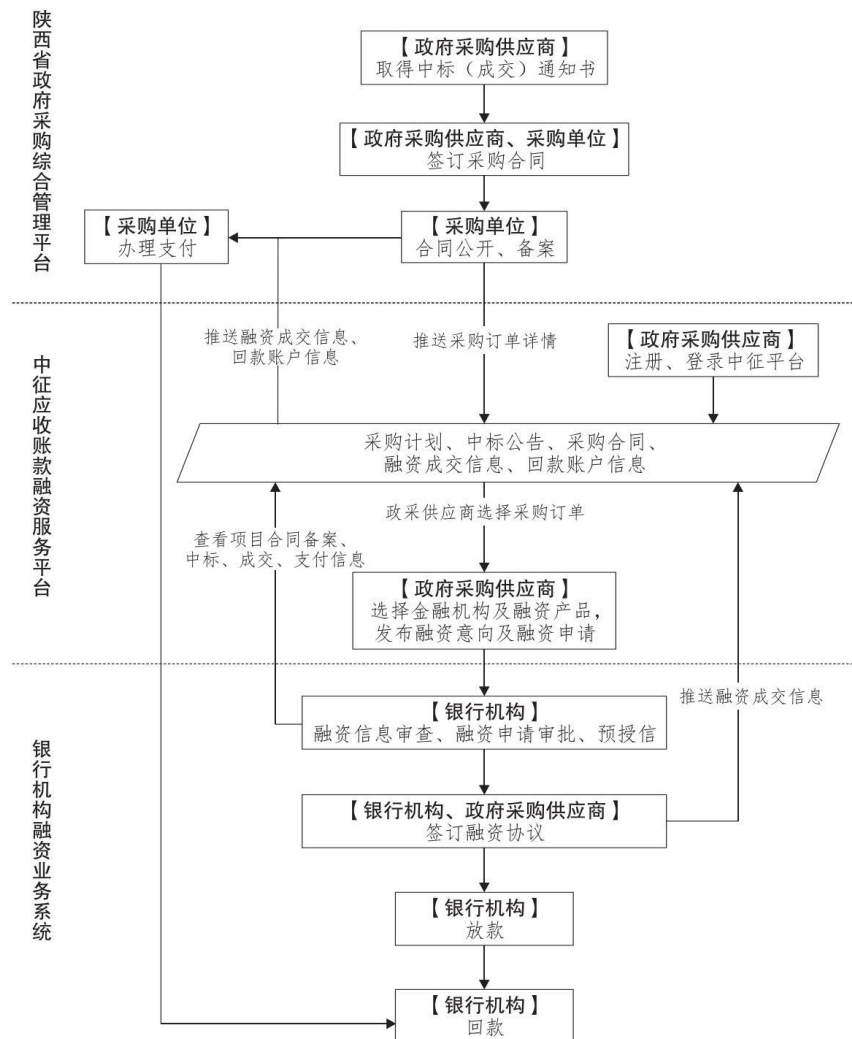 陕西省政府采购综合管理平台
【政府采购供应商】
取得中标（成交）通知书
【政府采购供应商、采购单位】
签订采购合同
【采购单位】
办理支付
【采购单位】
合同公开、备案
中征应收账款融资服务平台
推送融资成交信息、
回款账户信息
推送采购订单详情
【政府采购供应商】
注册、登录中征平台
采购计划、中标公告、采购合同、
融资成交信息、回款账户信息
政采供应商选择采购订单
查看项目合同备案、
中标、成交、支付信息
【政府采购供应商】
选择金融机构及融资产品，
发布融资意向及融资申请
银行机构融资业务系统
【银行机构】
融资信息审查、融资申请审批、预授信
推送融资成交信息
【银行机构、政府采购供应商】
签订融资协议
【银行机构】
放款
【银行机构】
回款